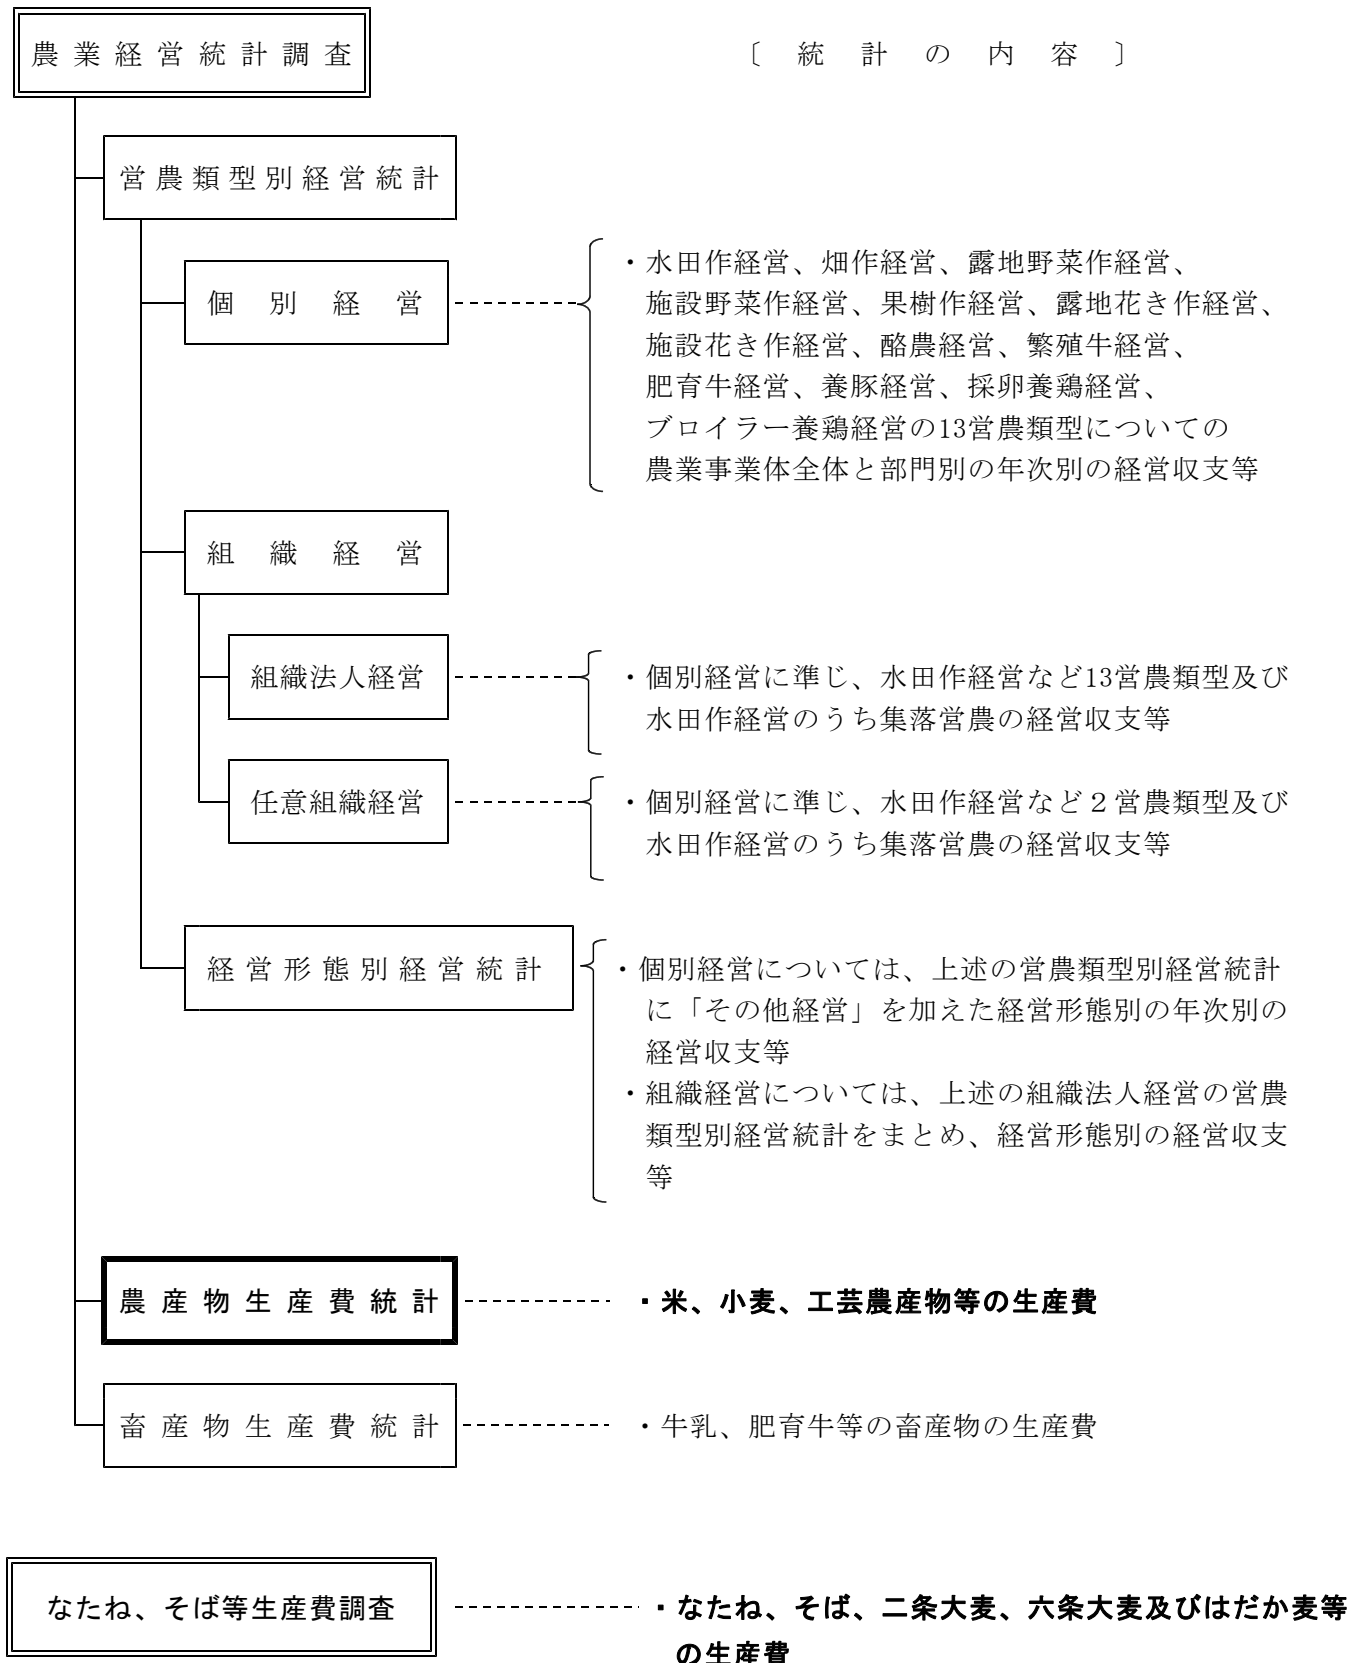 農業経営統計調査
〔統計の内容〕
営農類型別経営統計
個別経営
・水田作経営、畑作経営、露地野菜作経営、
施設野菜作経営、果樹作経営、露地花き作経営、
施設花き作経営、酪農経営、繁殖牛経営、
肥育牛経営、養豚経営、採卵養鶏経営、
ブロイラー養鶏経営の13営農類型についての
農業事業体全体と部門別の年次別の経営収支等
組織経営
組織法人経営
・個別経営に準じ、水田作経営など13営農類型及び
水田作経営のうち集落営農の経営収支等
任意組織経営
・個別経営に準じ、水田作経営など２営農類型及び
水田作経営のうち集落営農の経営収支等
経営形態別経営統計
・個別経営については、上述の営農類型別経営統計
に「その他経営」を加えた経営形態別の年次別の
経営収支等
・組織経営については、上述の組織法人経営の営農
類型別経営統計をまとめ、経営形態別の経営収支
等
農産物生産費統計
・米、小麦、工芸農産物等の生産費
畜産物生産費統計
・牛乳、肥育牛等の畜産物の生産費
なたね、そば等生産費調査
・なたね、そば、二条大麦、六条大麦及びはだか麦等
の生産費